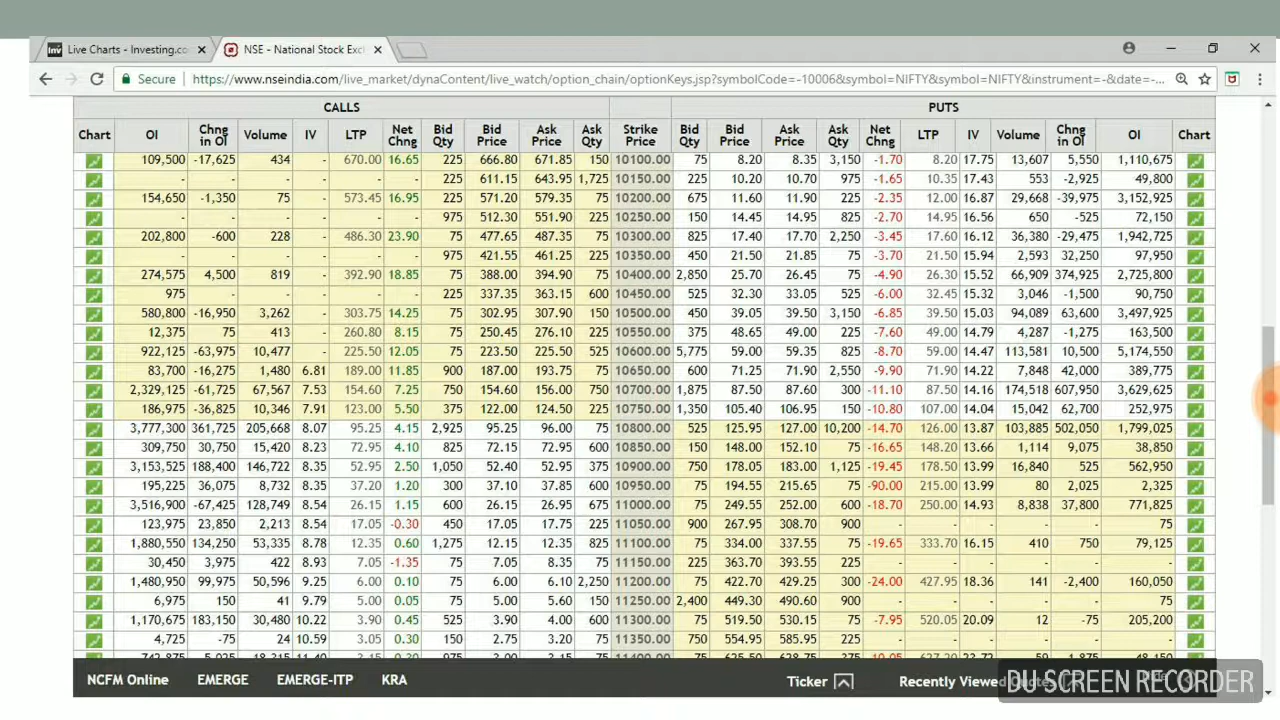 Live Charts - Investing.co
NSE - National Stock Exc
Secure https://www.nseindia.com/live_market/dynaContent/live_watch/option_chain/optionKeys.jsp?symbolCode=-10006&symbol=NIFTY&symbol=NIFTY&instrument=-&date=-...
CALLS PUTS
Chart OI Chng in OI Volume IV LTP Net Chng Bid Qty Bid Price Ask Price Ask Qty Strike Price Bid Qty Bid Price Ask Price Ask Qty Net Chng LTP IV Volume Chng in OI OI Chart
109,500 -17,625 434 - 670.00 16.65 225 666.80 671.85 150 10100.00 75 8.20 8.35 3,150 -1.70 8.20 17.75 13,607 5,550 1,110,675
- - - - - - 225 611.15 643.95 1,725 10150.00 225 10.20 10.70 975 -1.65 10.35 17.43 553 -2,925 49,800
154,650 -1,350 75 - 573.45 16.95 225 571.20 579.35 75 10200.00 675 11.60 11.90 225 -2.35 12.00 16.87 29,668 -39,975 3,152,925
- - - - - - 975 512.30 551.90 225 10250.00 150 14.45 14.95 825 -2.70 14.95 16.56 650 -525 72,150
202,800 -600 228 - 486.30 23.90 225 477.65 487.35 75 10300.00 825 17.40 17.70 2,250 -3.45 17.60 16.12 36,380 -29,475 1,942,725
- - - - - - 975 421.55 461.25 225 10350.00 450 21.50 21.85 75 -3.70 21.50 15.94 2,593 32,250 97,950
274,575 4,500 819 - 392.90 18.85 75 388.00 394.90 75 10400.00 2,850 25.70 26.45 75 -4.90 26.30 15.52 66,909 374,925 2,725,800
975 - - - - - 225 337.35 363.15 600 10450.00 525 32.30 33.05 525 -6.00 32.45 15.32 3,046 -1,500 90,750
580,800 -16,950 3,262 - 303.75 14.25 225 302.95 307.90 150 10500.00 450 39.05 39.50 3,150 -6.85 39.50 15.03 94,089 63,600 3,497,925
12,375 75 413 - 260.80 8.15 75 250.45 276.10 225 10550.00 375 48.65 49.00 225 -7.60 49.00 14.79 4,287 -1,275 163,500
922,125 -63,975 10,477 - 225.50 12.05 75 223.50 225.50 525 10600.00 5,775 59.00 59.35 825 -8.70 59.00 14.47 113,581 10,500 5,174,550
83,700 -16,275 1,480 6.81 189.00 11.85 900 187.00 193.75 75 10650.00 600 71.25 71.90 2,550 -9.90 71.90 14.22 7,848 42,000 389,775
2,329,125 -61,725 67,567 7.53 154.60 7.25 750 154.60 156.00 750 10700.00 1,875 87.50 87.60 300 -11.10 87.50 14.16 174,518 607,950 3,629,625
186,975 -36,825 10,346 7.91 123.00 5.50 375 122.00 124.50 225 10750.00 1,350 105.40 106.95 150 -10.80 107.00 14.04 15,042 62,700 252,975
3,777,300 361,725 205,668 8.07 95.25 4.15 2,925 95.25 96.00 75 10800.00 525 125.95 127.00 10,200 -14.70 126.00 13.87 103,885 502,050 1,799,025
309,750 30,750 15,420 8.23 72.95 4.10 825 72.15 72.95 600 10850.00 150 148.00 152.10 75 -16.65 148.20 13.66 1,114 9,075 38,850
3,153,525 188,400 146,722 8.35 52.95 2.50 1,050 52.40 52.95 375 10900.00 750 178.05 183.00 1,125 -19.45 178.50 13.99 16,840 525 562,950
195,225 36,075 8,732 8.35 37.20 1.20 300 37.10 37.85 600 10950.00 75 194.55 215.65 75 -90.00 215.00 13.99 80 2,025 2,325
3,516,900 -67,425 128,749 8.54 26.15 1.15 600 26.15 26.95 675 11000.00 75 249.55 252.00 600 -18.70 250.00 14.93 8,838 37,800 771,825
123,975 23,850 2,213 8.54 17.05 -0.30 450 17.05 17.75 225 11050.00 900 267.95 308.70 900 - - - - - 75
1,880,550 134,250 53,335 8.78 12.35 0.60 1,275 12.15 12.35 825 11100.00 75 334.00 337.55 75 -19.65 333.70 16.15 410 750 79,125
30,450 3,975 422 8.93 7.05 -1.35 75 7.05 8.35 75 11150.00 225 363.70 393.55 225 - - - - - -
1,480,950 99,975 50,596 9.25 6.00 0.10 75 6.00 6.10 2,250 11200.00 75 422.70 429.25 300 -24.00 427.95 18.36 141 -2,400 160,050
6,975 150 41 9.79 5.00 0.05 75 5.00 5.60 150 11250.00 2,400 449.30 490.60 900 - - - - - 75
1,170,675 183,150 30,480 10.22 3.90 0.45 525 3.90 4.00 600 11300.00 75 519.50 530.15 75 -7.95 520.05 20.09 12 -75 205,200
4,725 -75 24 10.59 3.05 0.30 150 2.75 3.20 75 11350.00 750 554.95 585.95 225 - - - - - -
NCFM Online EMERGE EMERGE-ITP KRA Ticker Recently Viewed
DU SCREEN RECORDER